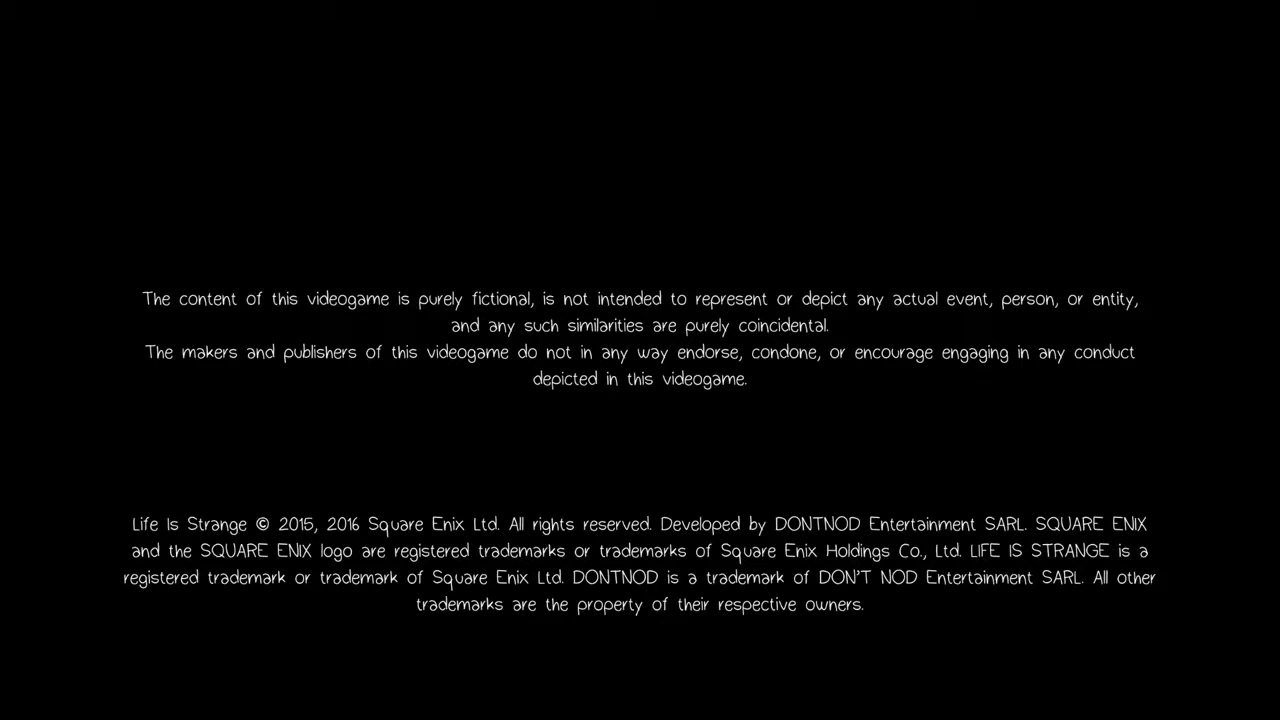 The content of this videogame is purely fictional, is not intended to represent or depict any actual event, person, or entity,
and any such similarities are purely coincidental.
The makers and publishers of this videogame do not in any way endorse, condone, or encourage engaging in any conduct
depicted in this videogame.
Life Is Strange © 2015, 2016 Square Enix Ltd. All rights reserved. Developed by DONTNOD Entertainment SARL. SQUARE ENIX
and the SQUARE ENIX logo are registered trademarks or trademarks of Square Enix Holdings Co., Ltd. LIFE IS STRANGE is a
registered trademark or trademark of Square Enix Ltd. DONTNOD is a trademark of DON'T NOD Entertainment SARL. All other
trademarks are the property of their respective owners.